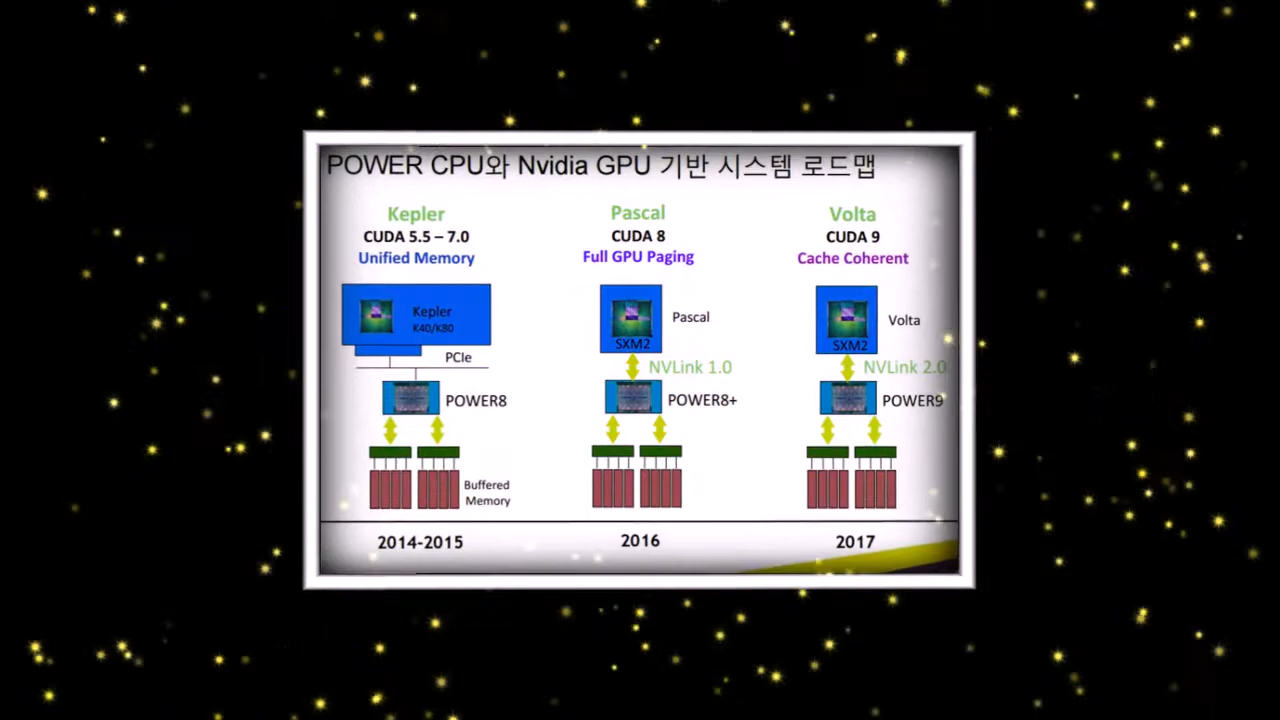 POWER CPU와 Nvidia GPU 기반 시스템 로드맵
Kepler
CUDA 5.5 – 7.0
Unified Memory
Kepler
K40/K80
PCIe
POWER8
Buffered
Memory
2014-2015
Pascal
CUDA 8
Full GPU Paging
Pascal
SXM2
NVLink 1.0
POWER8+
2016
Volta
CUDA 9
Cache Coherent
Volta
SXM2
NVLink 2.0
POWER9
2017